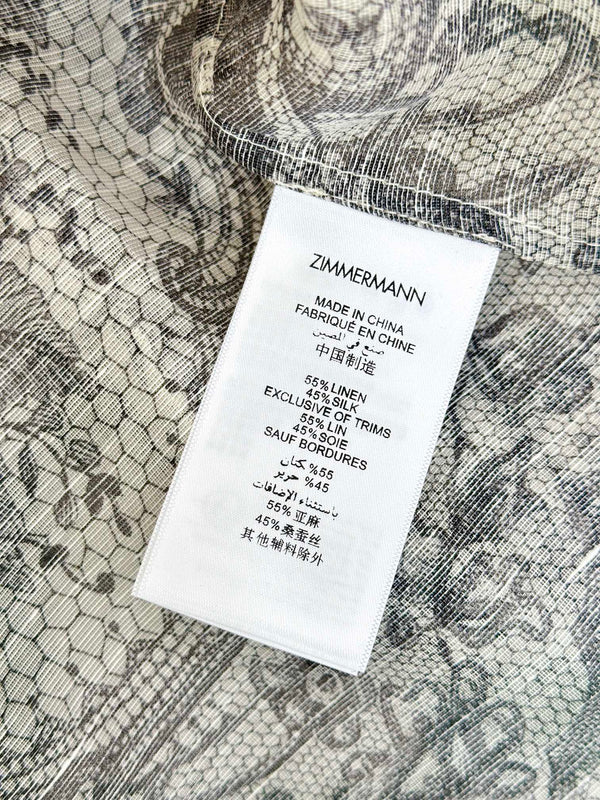 ZIMMERMANN
MADE IN CHINA
FABRIQUÉ EN CHINE
صنع في الصين
中国制造
55% LINEN
45% SILK
EXCLUSIVE OF TRIMS
55% LIN
45% SOIE
SAUF BORDURES
%55 كتان
%45 حرير
باستثناء الإضافات
55% 亚麻
45% 桑蚕丝
其他辅料除外